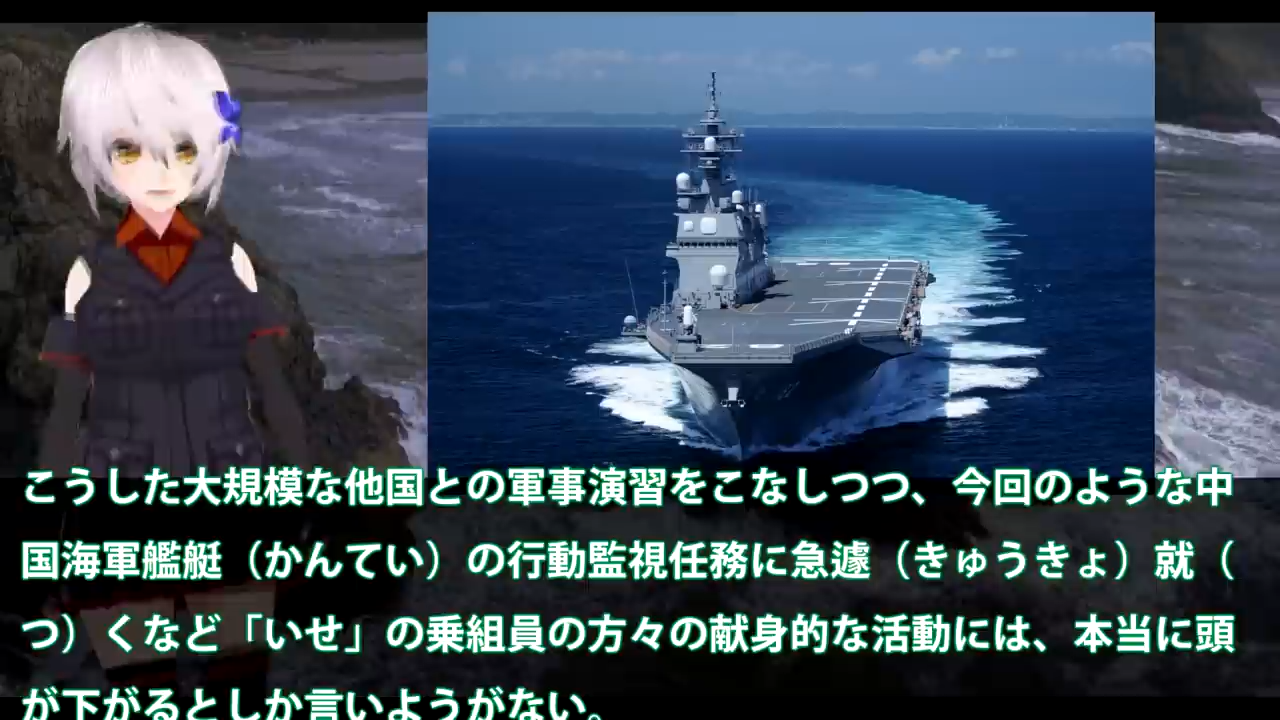 こうした大規模な他国との軍事演習をこなしつつ、今回のような中
国海軍艦艇（かんてい）の行動監視任務に急遽（きゅうきょ）就（
つ）くなど「いせ」の乗組員の方々の献身的な活動には、本当に頭
が下がるとしか言いようがない。